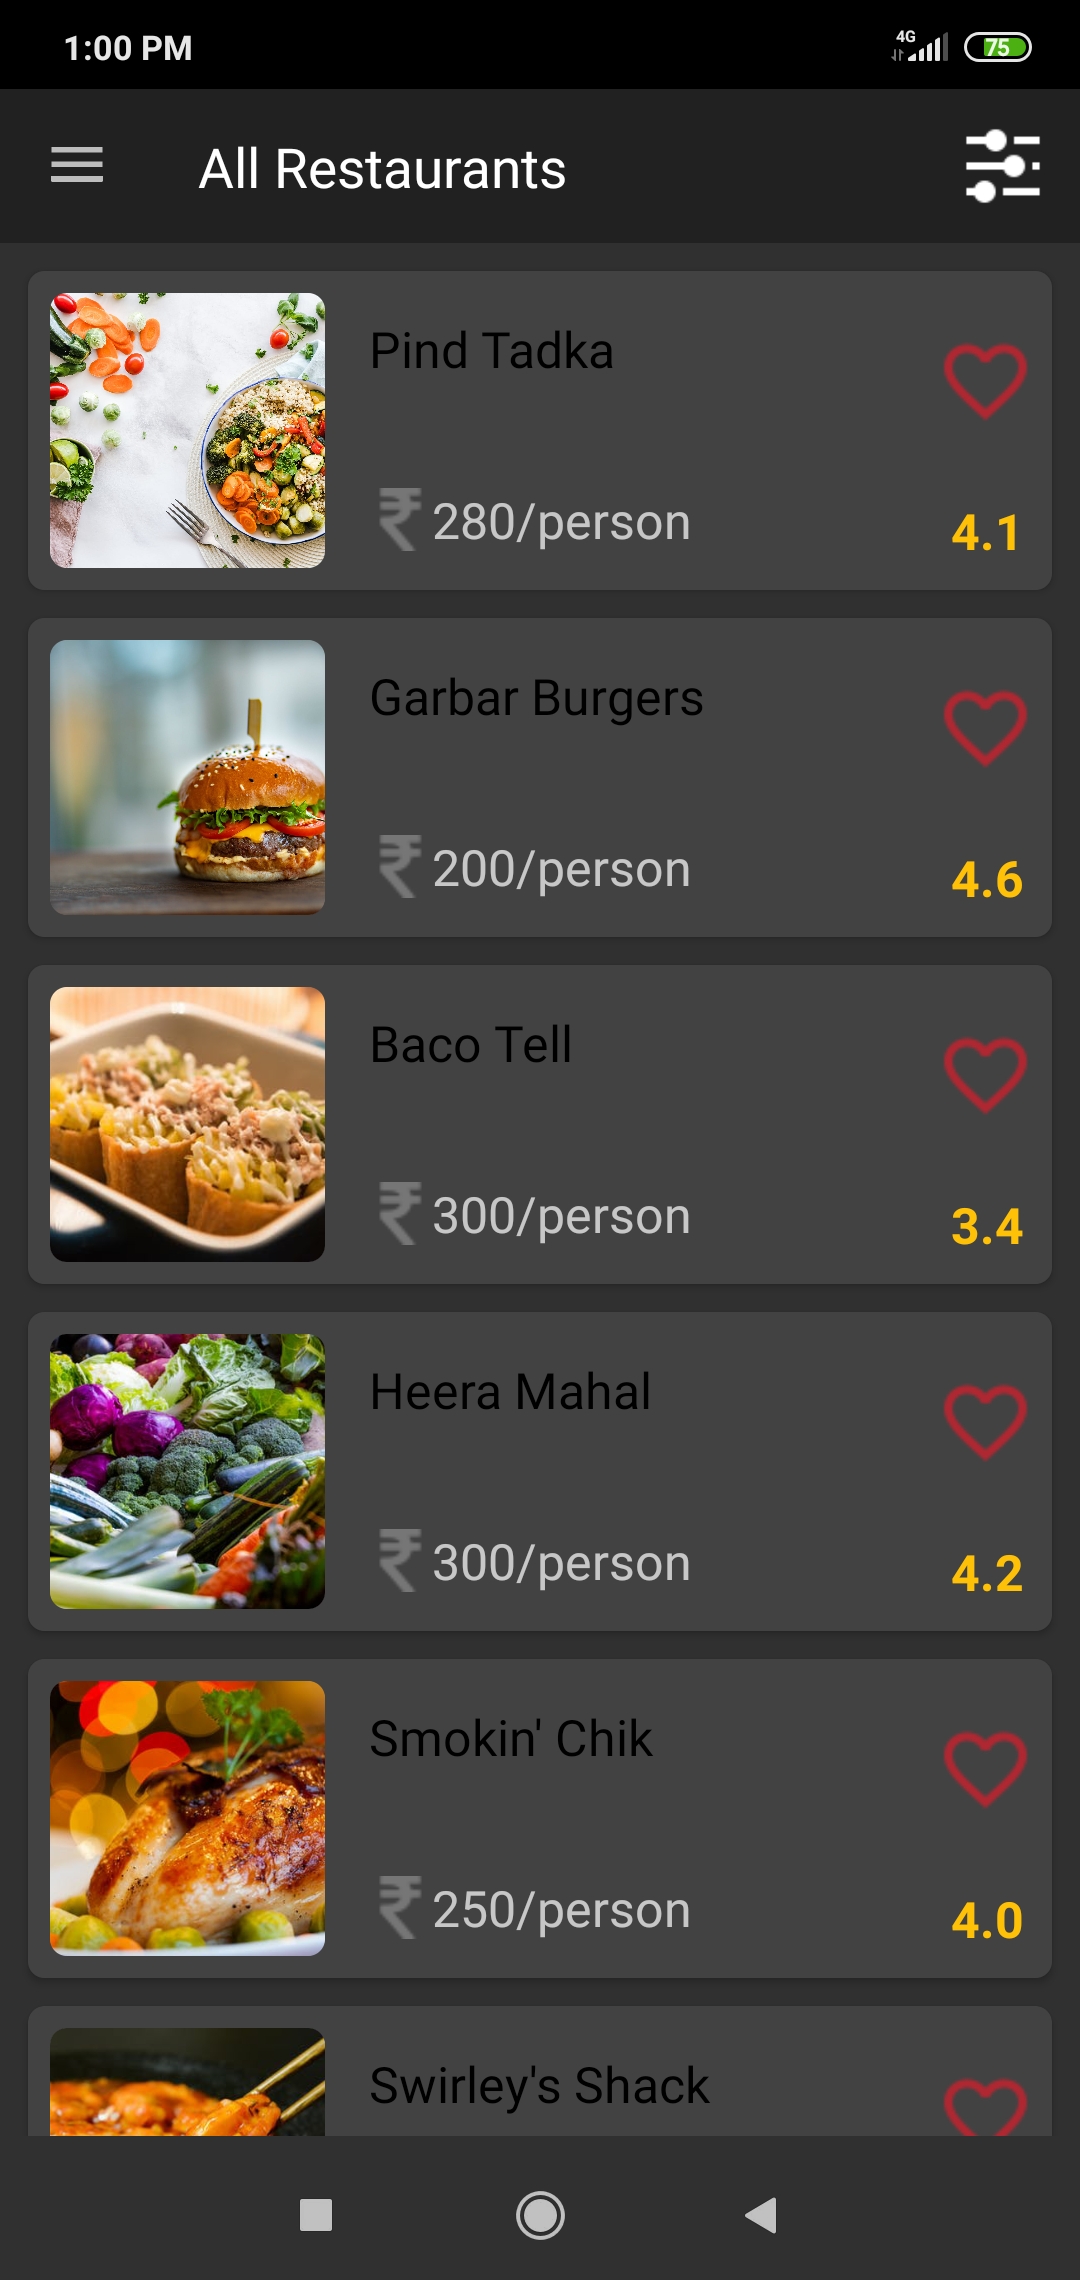 1:00 PM
4G
75
All Restaurants
Pind Tadka
₹ 280/person
4.1
Garbar Burgers
₹ 200/person
4.6
Baco Tell
₹ 300/person
3.4
Heera Mahal
₹ 300/person
4.2
Smokin' Chik
₹ 250/person
4.0
Swirley's Shack